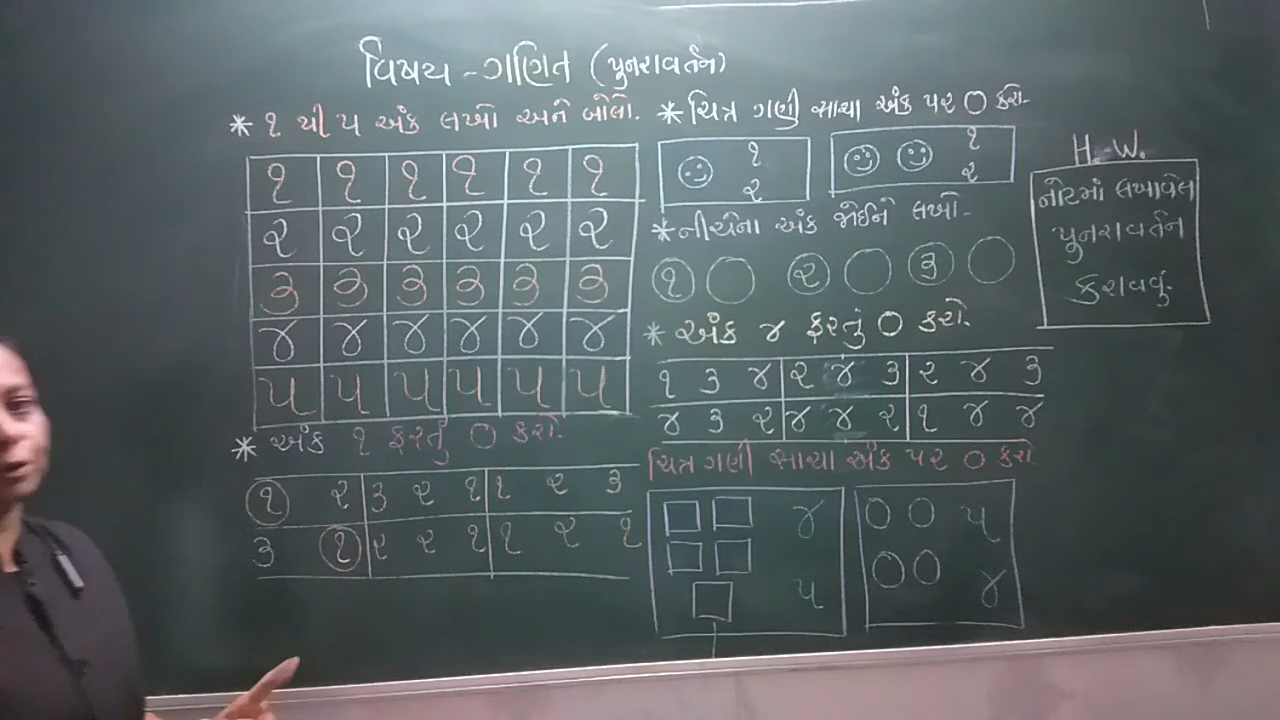 વિષય - ગણિત (પુનરાવર્તન)
* ૧ થી ૫ અંક લખો અને બોલો.
૧ ૧ ૧ ૧ ૧ ૧
૨ ૨ ૨ ૨ ૨ ૨
૩ ૩ ૩ ૩ ૩ ૩
૪ ૪ ૪ ૪ ૪ ૪
૫ ૫ ૫ ૫ ૫ ૫
* અંક ૧ ફરતું ○ કરો.
૧ ૨ ૩ ૨ ૧ ૧ ૨ ૩
૩ ૧ ૨ ૨ ૧ ૧ ૨ ૧
* ચિત્ર ગણી સાચા અંક પર ○ કરો.
૧ ૧
૨ ૨
* નીચેના અંક જોઈને લખો.
૧ ૨ ૩
* અંક ૪ ફરતું ○ કરો.
૧ ૩ ૪ ૨ ૪ ૩ ૨ ૪ ૩
૪ ૩ ૨ ૪ ૪ ૨ ૧ ૪ ૪
ચિત્ર ગણી સાચા અંક પર ○ કરો
૪ ૫
૫ ૪
H. W.
નોટમાં લખાવેલ
પુનરાવર્તન
કરાવવું.